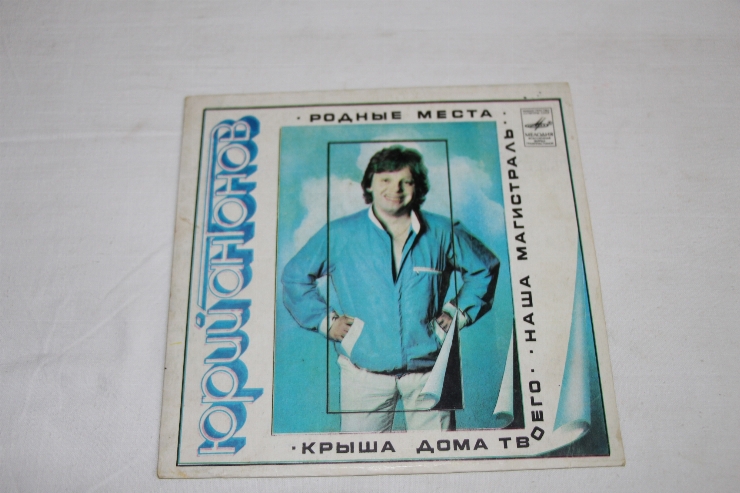 ЮРИЙ АНТОНОВ
·РОДНЫЕ МЕСТА·
·НАША МАГИСТРАЛЬ·
·КРЫША ДОМА ТВОЕГО·
МЕЛОДИЯ